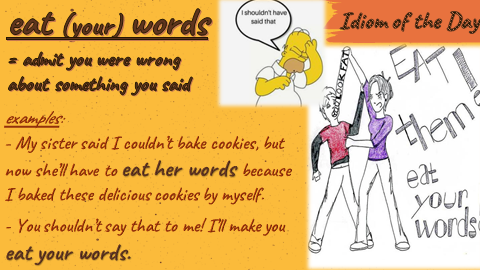 eat (your) words
Idiom of the Day
I shouldn't have
said that
= admit you were wrong
about something you said
examples:
- My sister said I couldn't bake cookies, but
now she'll have to eat her words because
I baked these delicious cookies by myself.
- You shouldn't say that to me! I'll make you
eat your words.
EAT!
them
eat
your
words